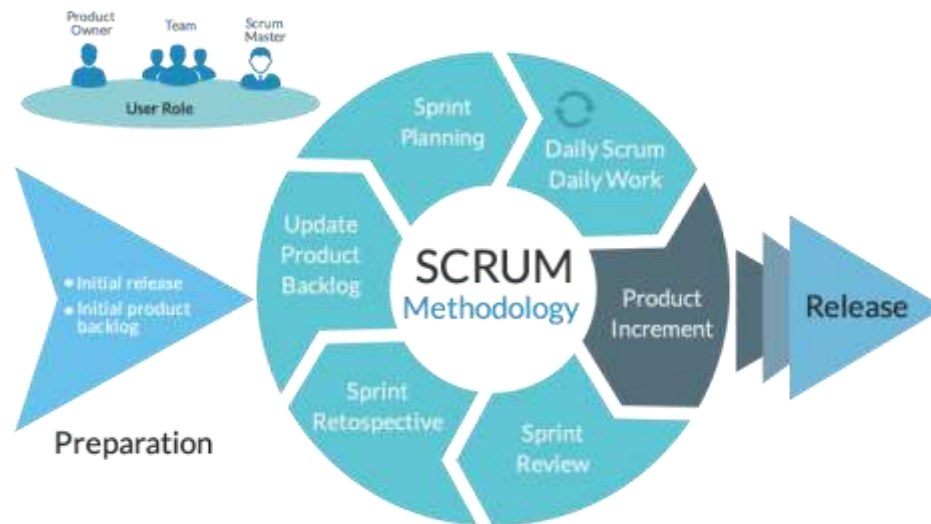 Product
Owner
Team
Scrum
Master
User Role
Sprint
Planning
Daily Scrum
Daily Work
Update
Product
Backlog
SCRUM
Methodology
Product
Increment
Release
• Initial release
• Initial product
backlog
Preparation
Sprint
Retospective
Sprint
Review